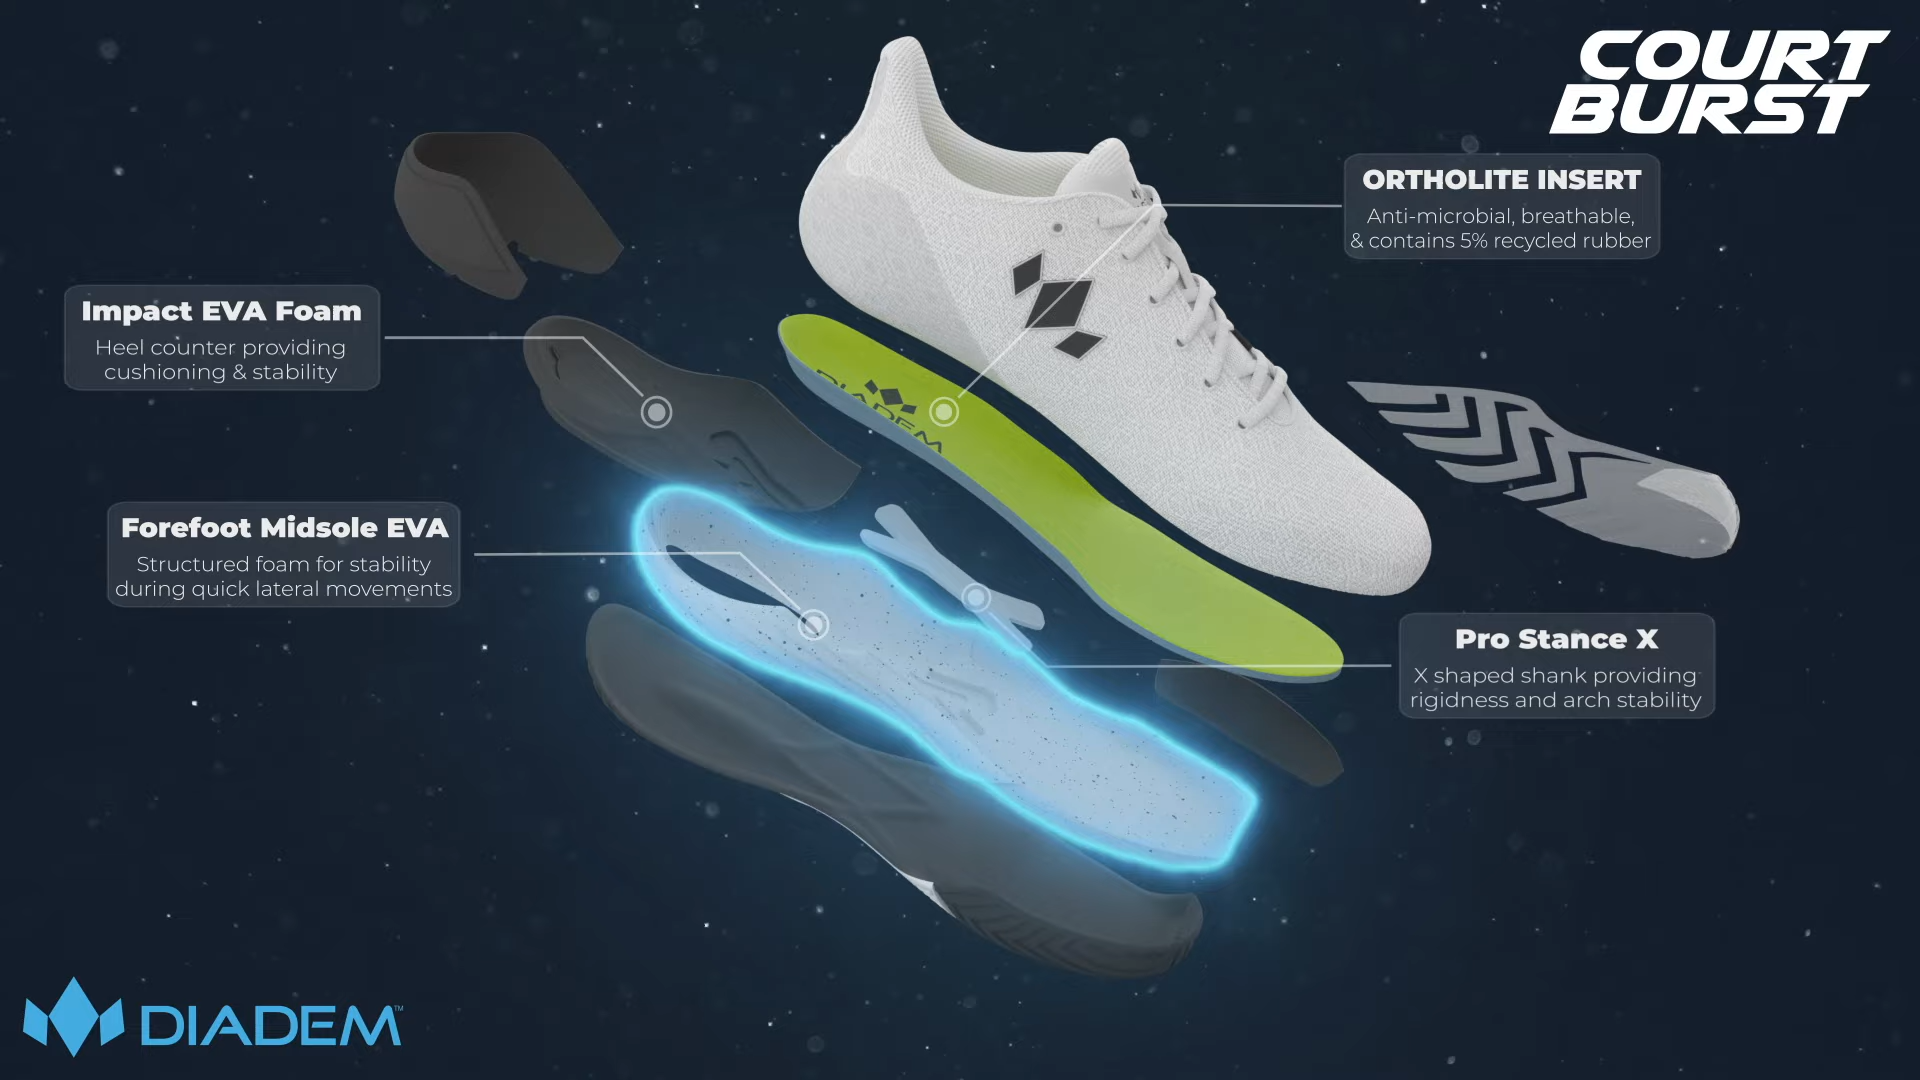 COURT
BURST
ORTHOLITE INSERT
Anti-microbial, breathable,
& contains 5% recycled rubber
Impact EVA Foam
Heel counter providing
cushioning & stability
DIADEM
Forefoot Midsole EVA
Structured foam for stability
during quick lateral movements
Pro Stance X
X shaped shank providing
rigidness and arch stability
DIADEM™